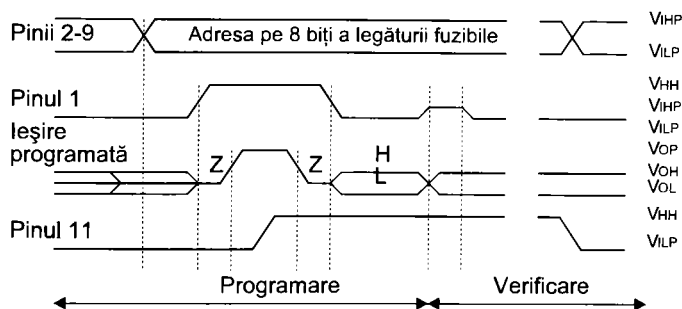 Pinii 2-9
Adresa pe 8 biți a legăturii fuzibile
VIHP
VILP
Pinul 1
VHH
VIHP
VILP
Ieşire
programată
Z
Z
H
L
VOP
VOH
VOL
Pinul 11
VHH
VILP
Programare
Verificare